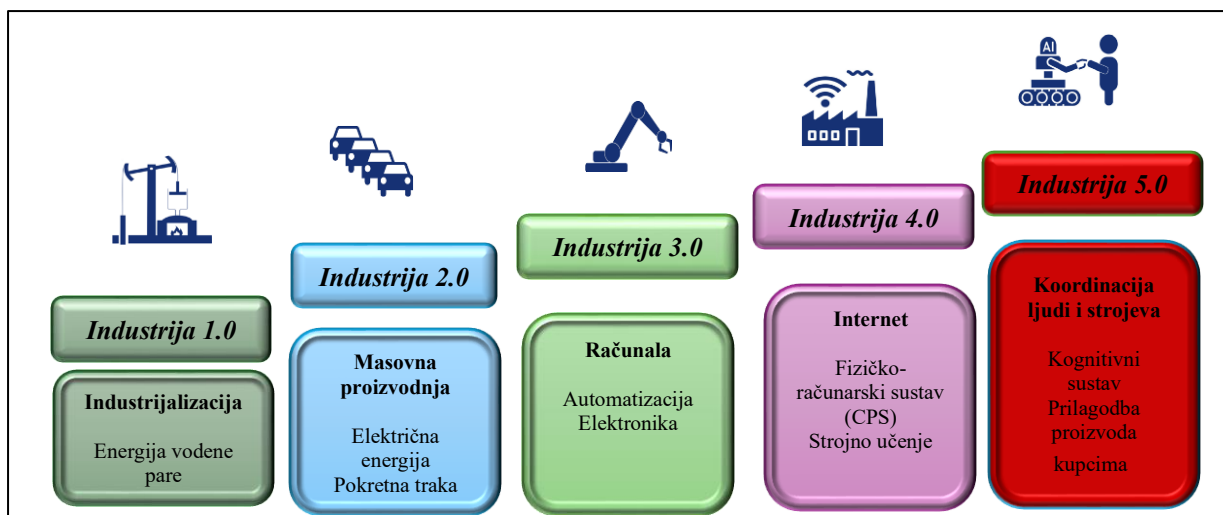 AI
Industrija 1.0
Industrijalizacija
Energija vodene
pare
Industrija 2.0
Masovna
proizvodnja
Električna
energija
Pokretna traka
Industrija 3.0
Računala
Automatizacija
Elektronika
Industrija 4.0
Internet
Fizičko-
računarski sustav
(CPS)
Strojno učenje
Industrija 5.0
Koordinacija
ljudi i strojeva
Kognitivni
sustav
Prilagodba
proizvoda
kupcima